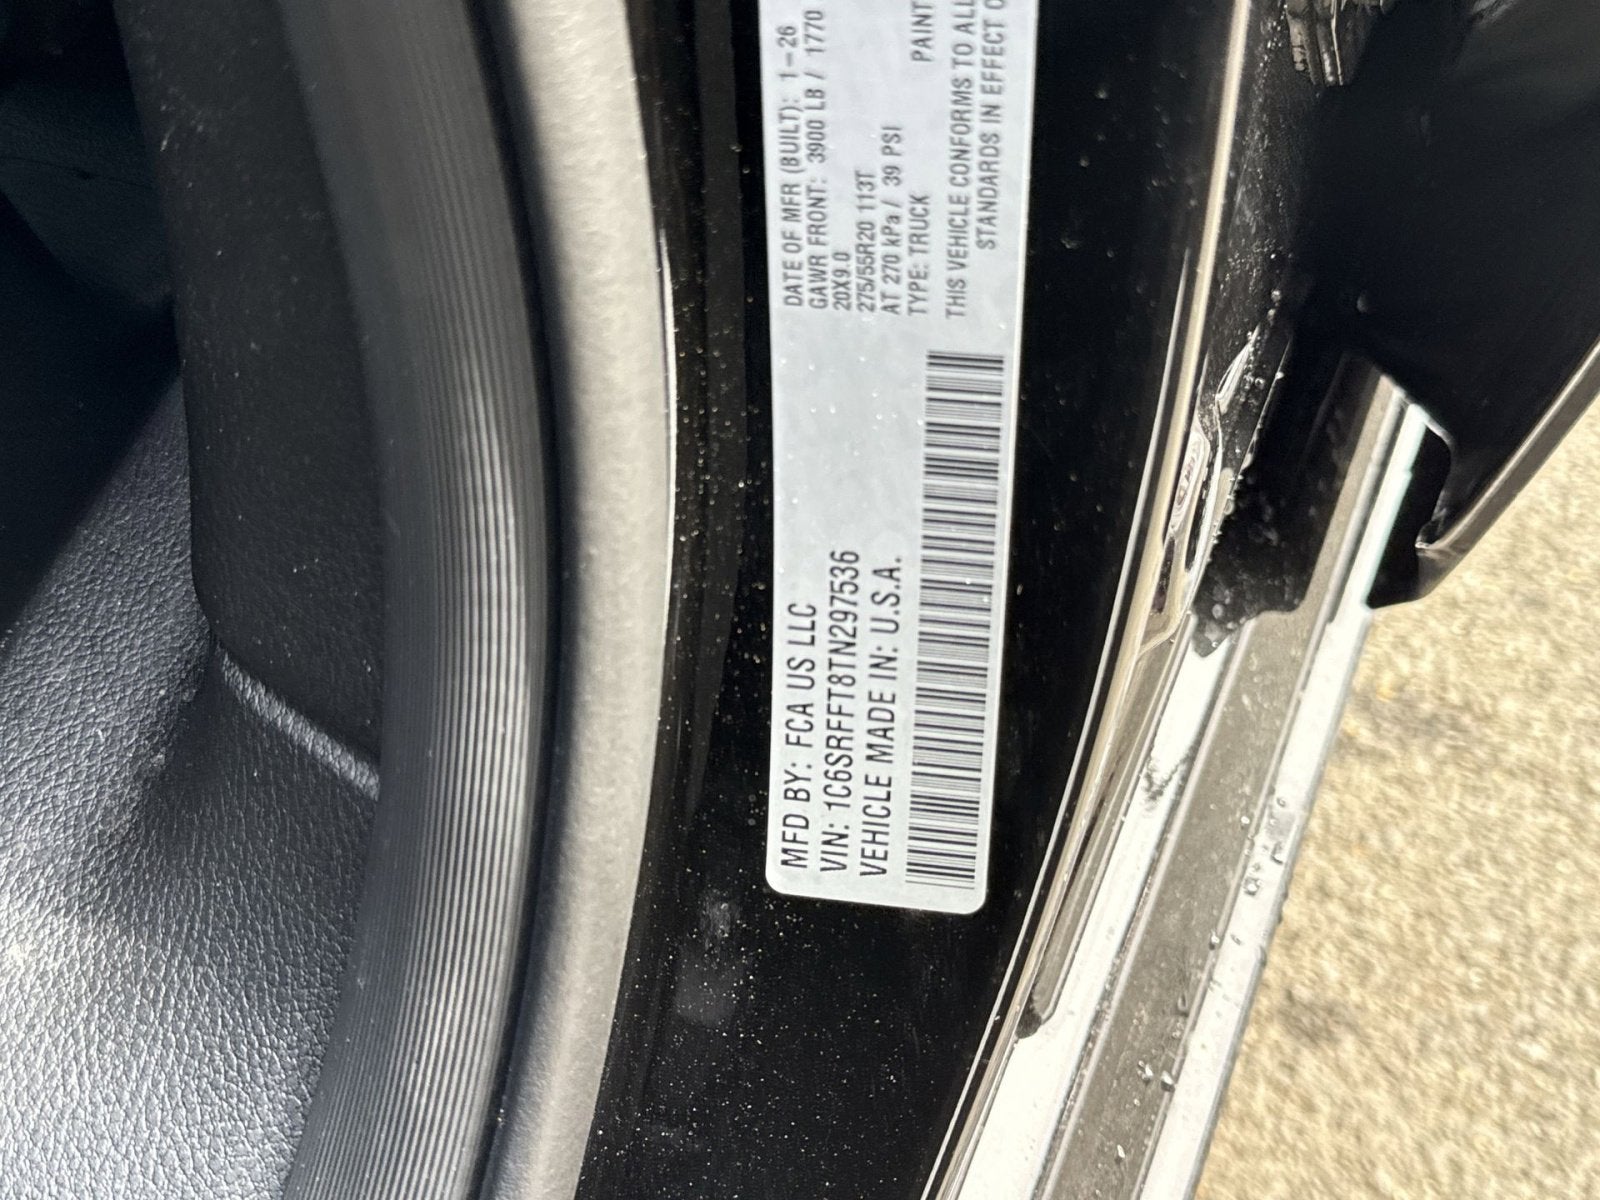 MFD BY: FCA US LLC
VIN: 1C6SRFFT8TN297536
VEHICLE MADE IN: U.S.A.
DATE OF MFR (BUILT): 1-26
GAWR FRONT: 3900 LB / 1770
20X9.0
275/55R20 113T
AT 270 kPa / 39 PSI
TYPE: TRUCK
PAINT
THIS VEHICLE CONFORMS TO ALL
STANDARDS IN EFFECT